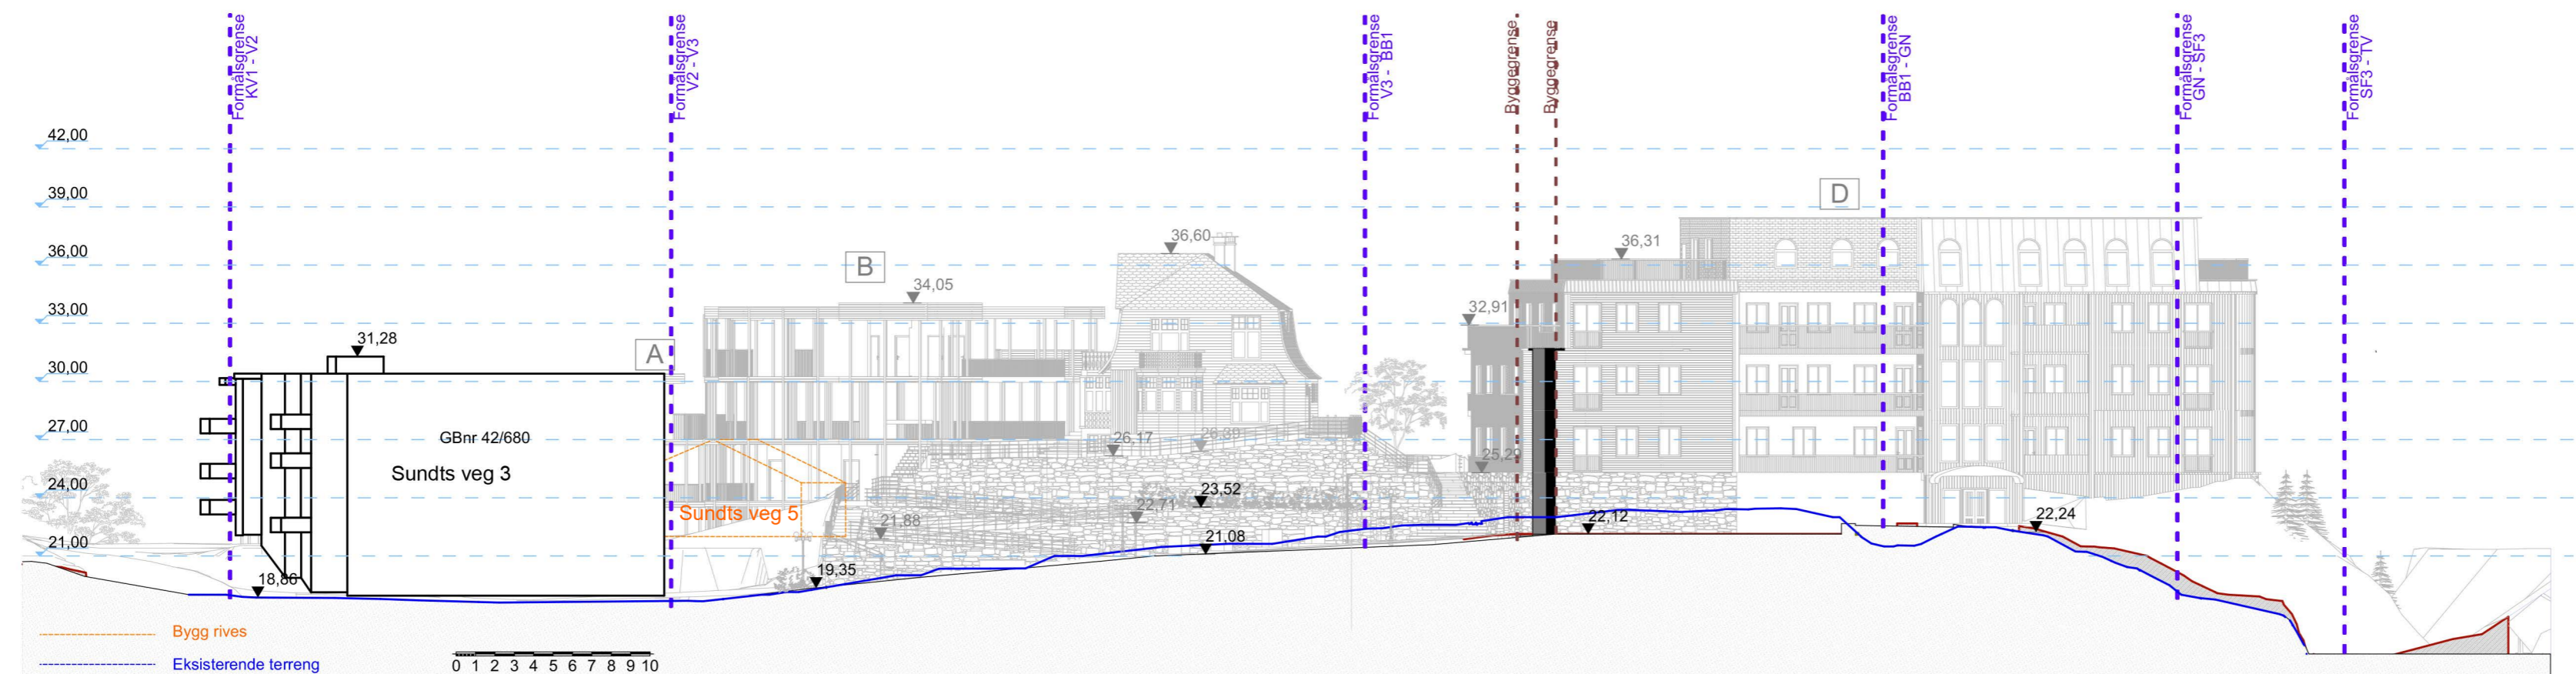 Formålsgrense
KV1 - V2
Formålsgrense
V2 - V3
Formålsgrense
V3 - BB1
Byggegrense
Byggegrense
Formålsgrense
BB1 - GN
Formålsgrense
GN - SF3
Formålsgrense
SF3 - TV
42,00
39,00
36,00
33,00
30,00
27,00
24,00
21,00
D
36,60
36,31
B
34,05
32,91
31,28
A
GBnr 42/680
Sundts veg 3
26,17
26,39
25,29
23,52
Sundts veg 5
22,71
21,88
22,12
22,24
21,08
19,35
18,86
Bygg rives
Eksisterende terreng
0 1 2 3 4 5 6 7 8 9 10